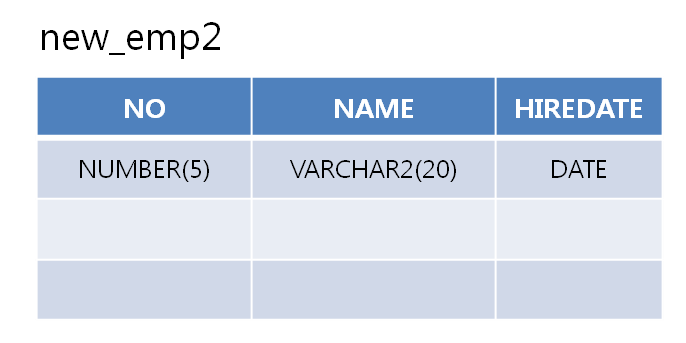 new_emp2
NO NAME HIREDATE
NUMBER(5) VARCHAR2(20) DATE